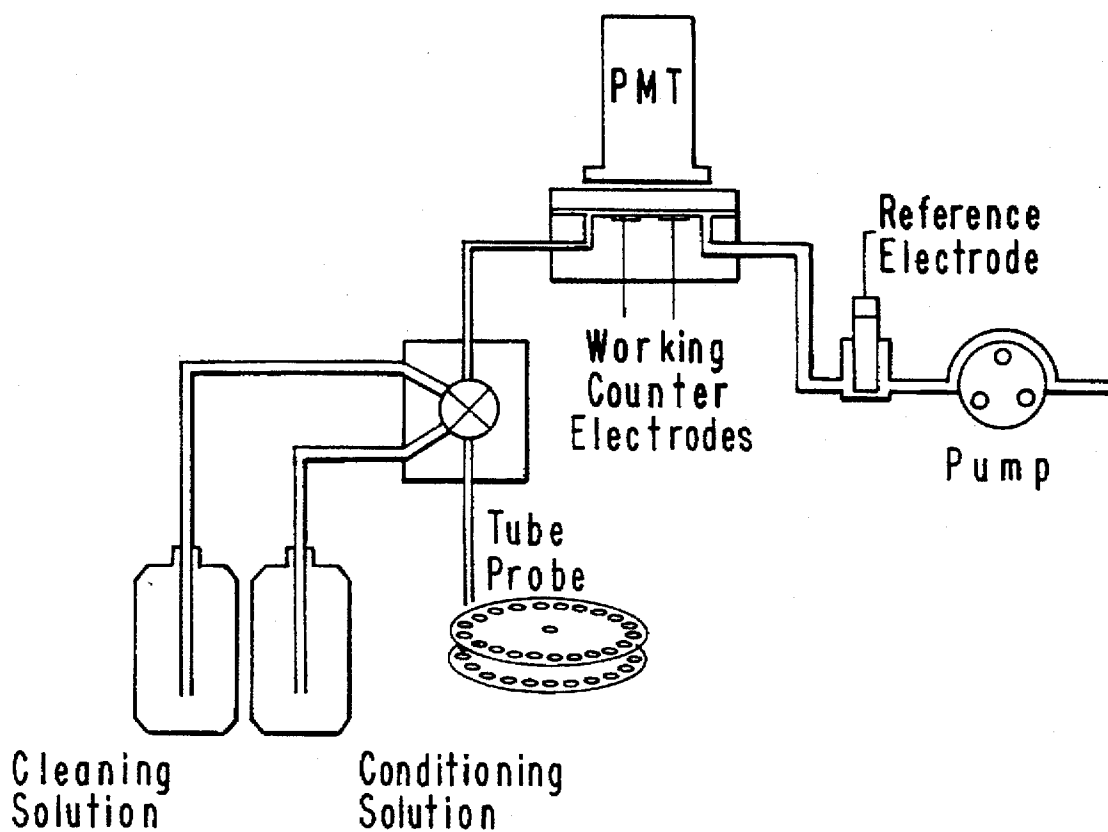 PMT
Reference
Electrode
Working
Counter
Electrodes
Pump
Tube
Probe
Cleaning
Solution
Conditioning
Solution